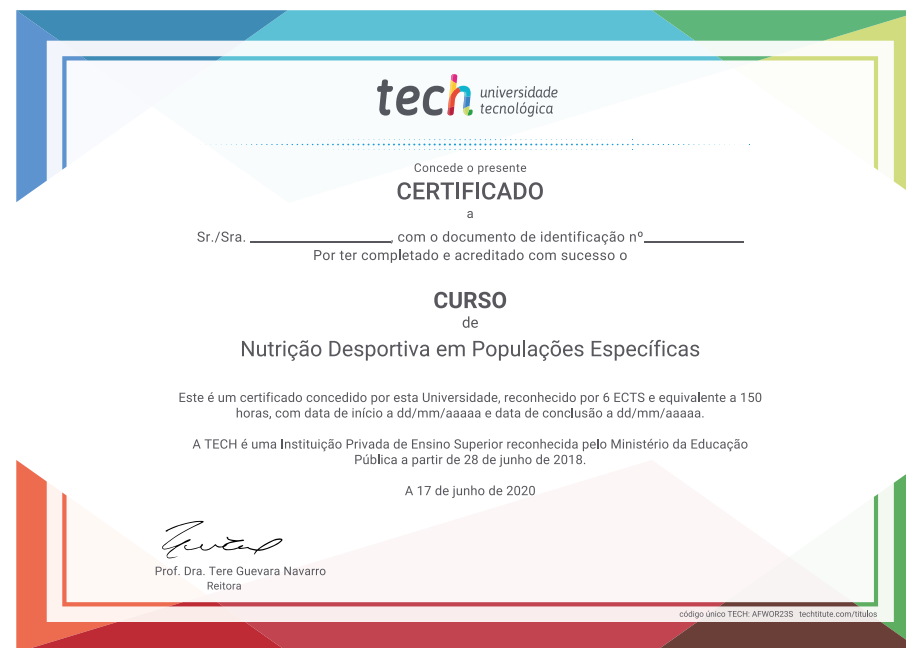 tech universidade
tecnológica
Concede o presente
CERTIFICADO
a
Sr./Sra. ____________________, com o documento de identificação nº______________
Por ter completado e acreditado com sucesso o
CURSO
de
Nutrição Desportiva em Populações Específicas
Este é um certificado concedido por esta Universidade, reconhecido por 6 ECTS e equivalente a 150
horas, com data de início a dd/mm/aaaaa e data de conclusão a dd/mm/aaaaa.
A TECH é uma Instituição Privada de Ensino Superior reconhecida pelo Ministério da Educação
Pública a partir de 28 de junho de 2018.
A 17 de junho de 2020
Prof. Dra. Tere Guevara Navarro
Reitora
código único TECH: AFWOR23S techtitute.com/titulos